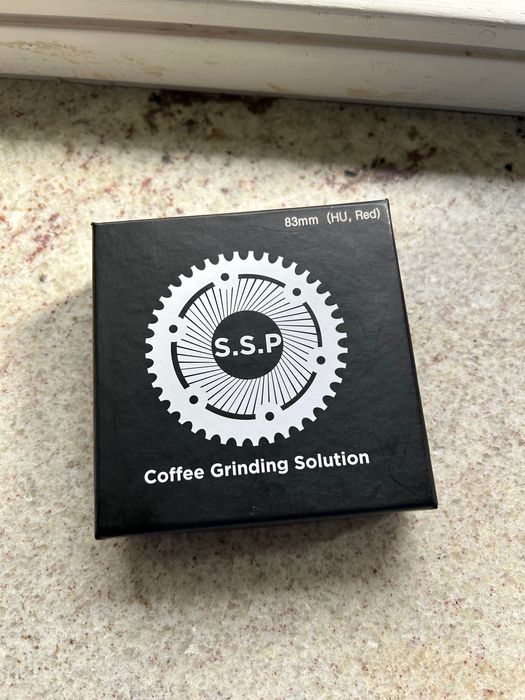 83mm (HU, Red)
S.S.P
Coffee Grinding Solution